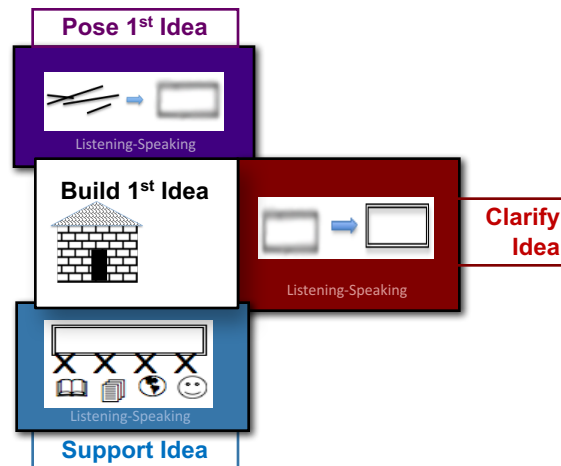 Pose 1st Idea
Listening-Speaking
Build 1st Idea
Clarify
Idea
Listening-Speaking
X X X X
Listening-Speaking
Support Idea